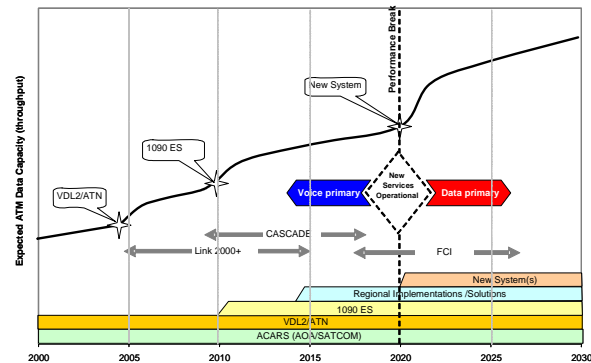 Expected ATM Data Capacity (throughput)
Performance Break
New System
1090 ES
VDL2/ATN
Voice primary
New
Services
Operational
Data primary
CASCADE
Link 2000+
FCI
New System(s)
Regional Implementations /Solutions
1090 ES
VDL2/ATN
ACARS (AOA/SATCOM)
2000 2005 2010 2015 2020 2025 2030